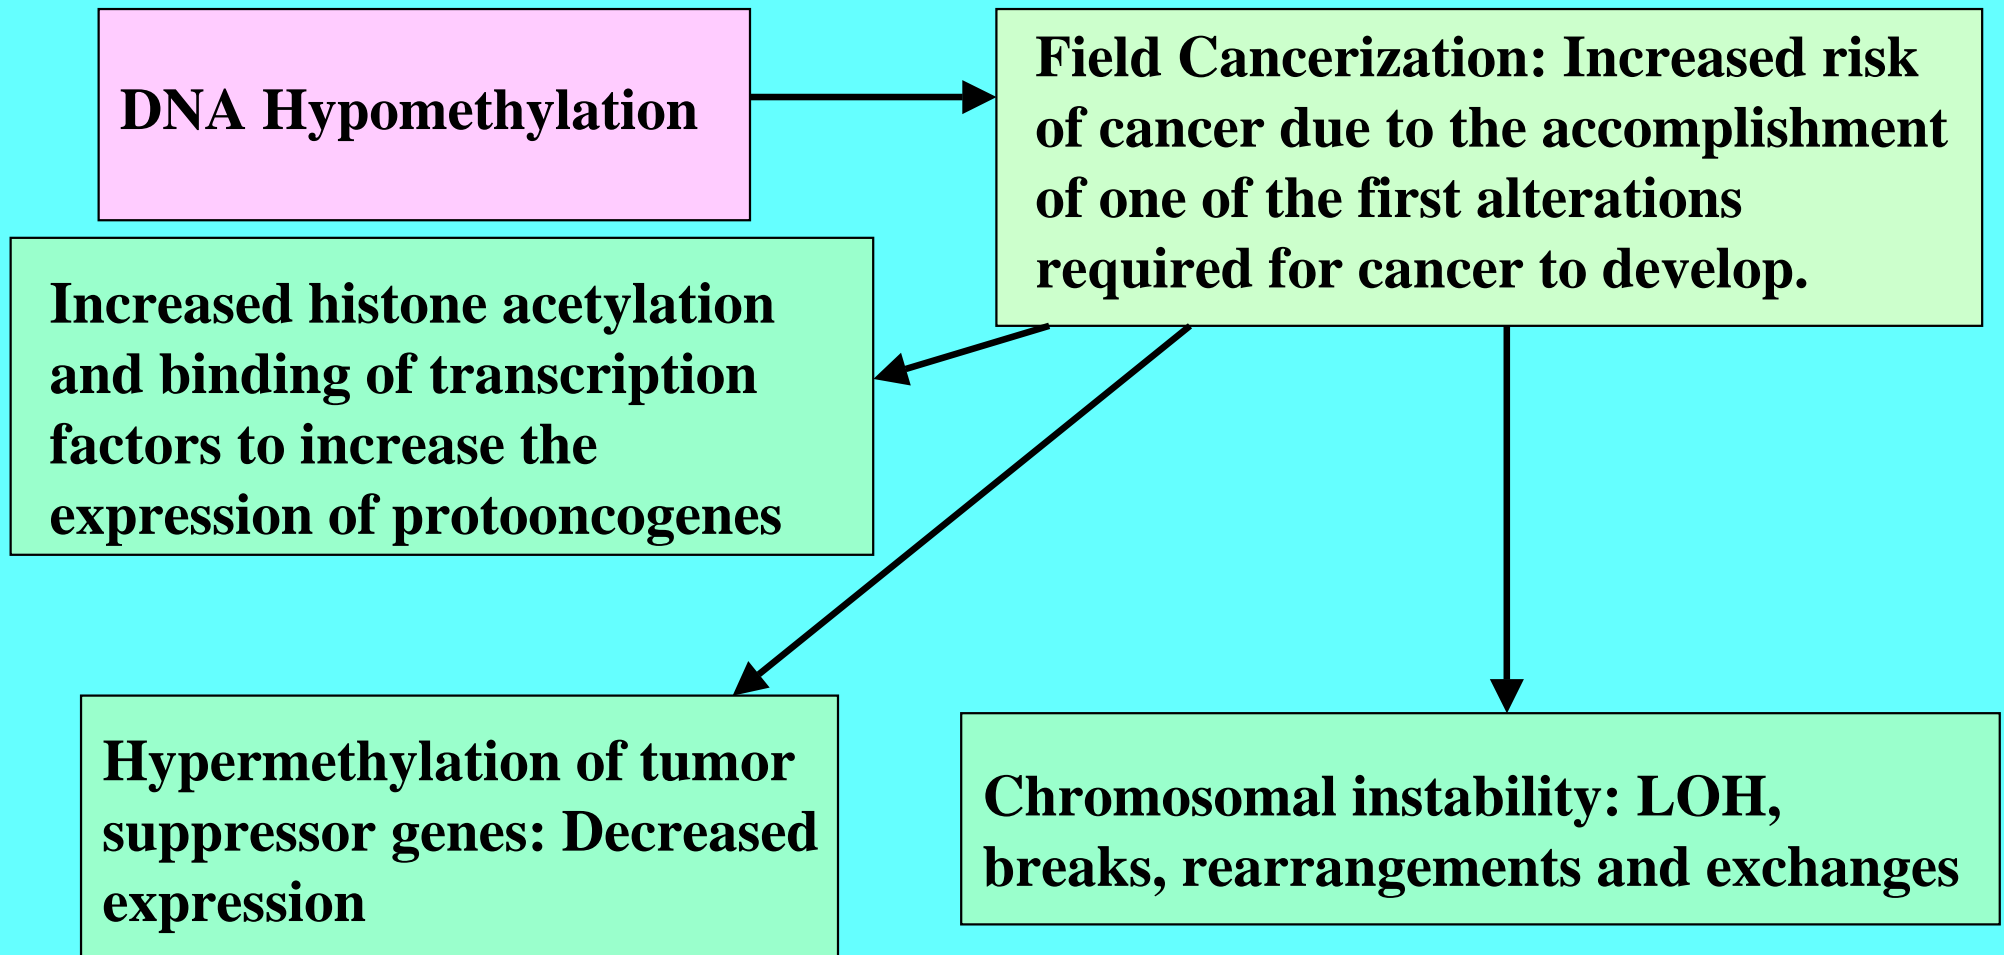 DNA Hypomethylation
Field Cancerization: Increased risk
of cancer due to the accomplishment
of one of the first alterations
required for cancer to develop.
Increased histone acetylation
and binding of transcription
factors to increase the
expression of protooncogenes
Hypermethylation of tumor
suppressor genes: Decreased
expression
Chromosomal instability: LOH,
breaks, rearrangements and exchanges